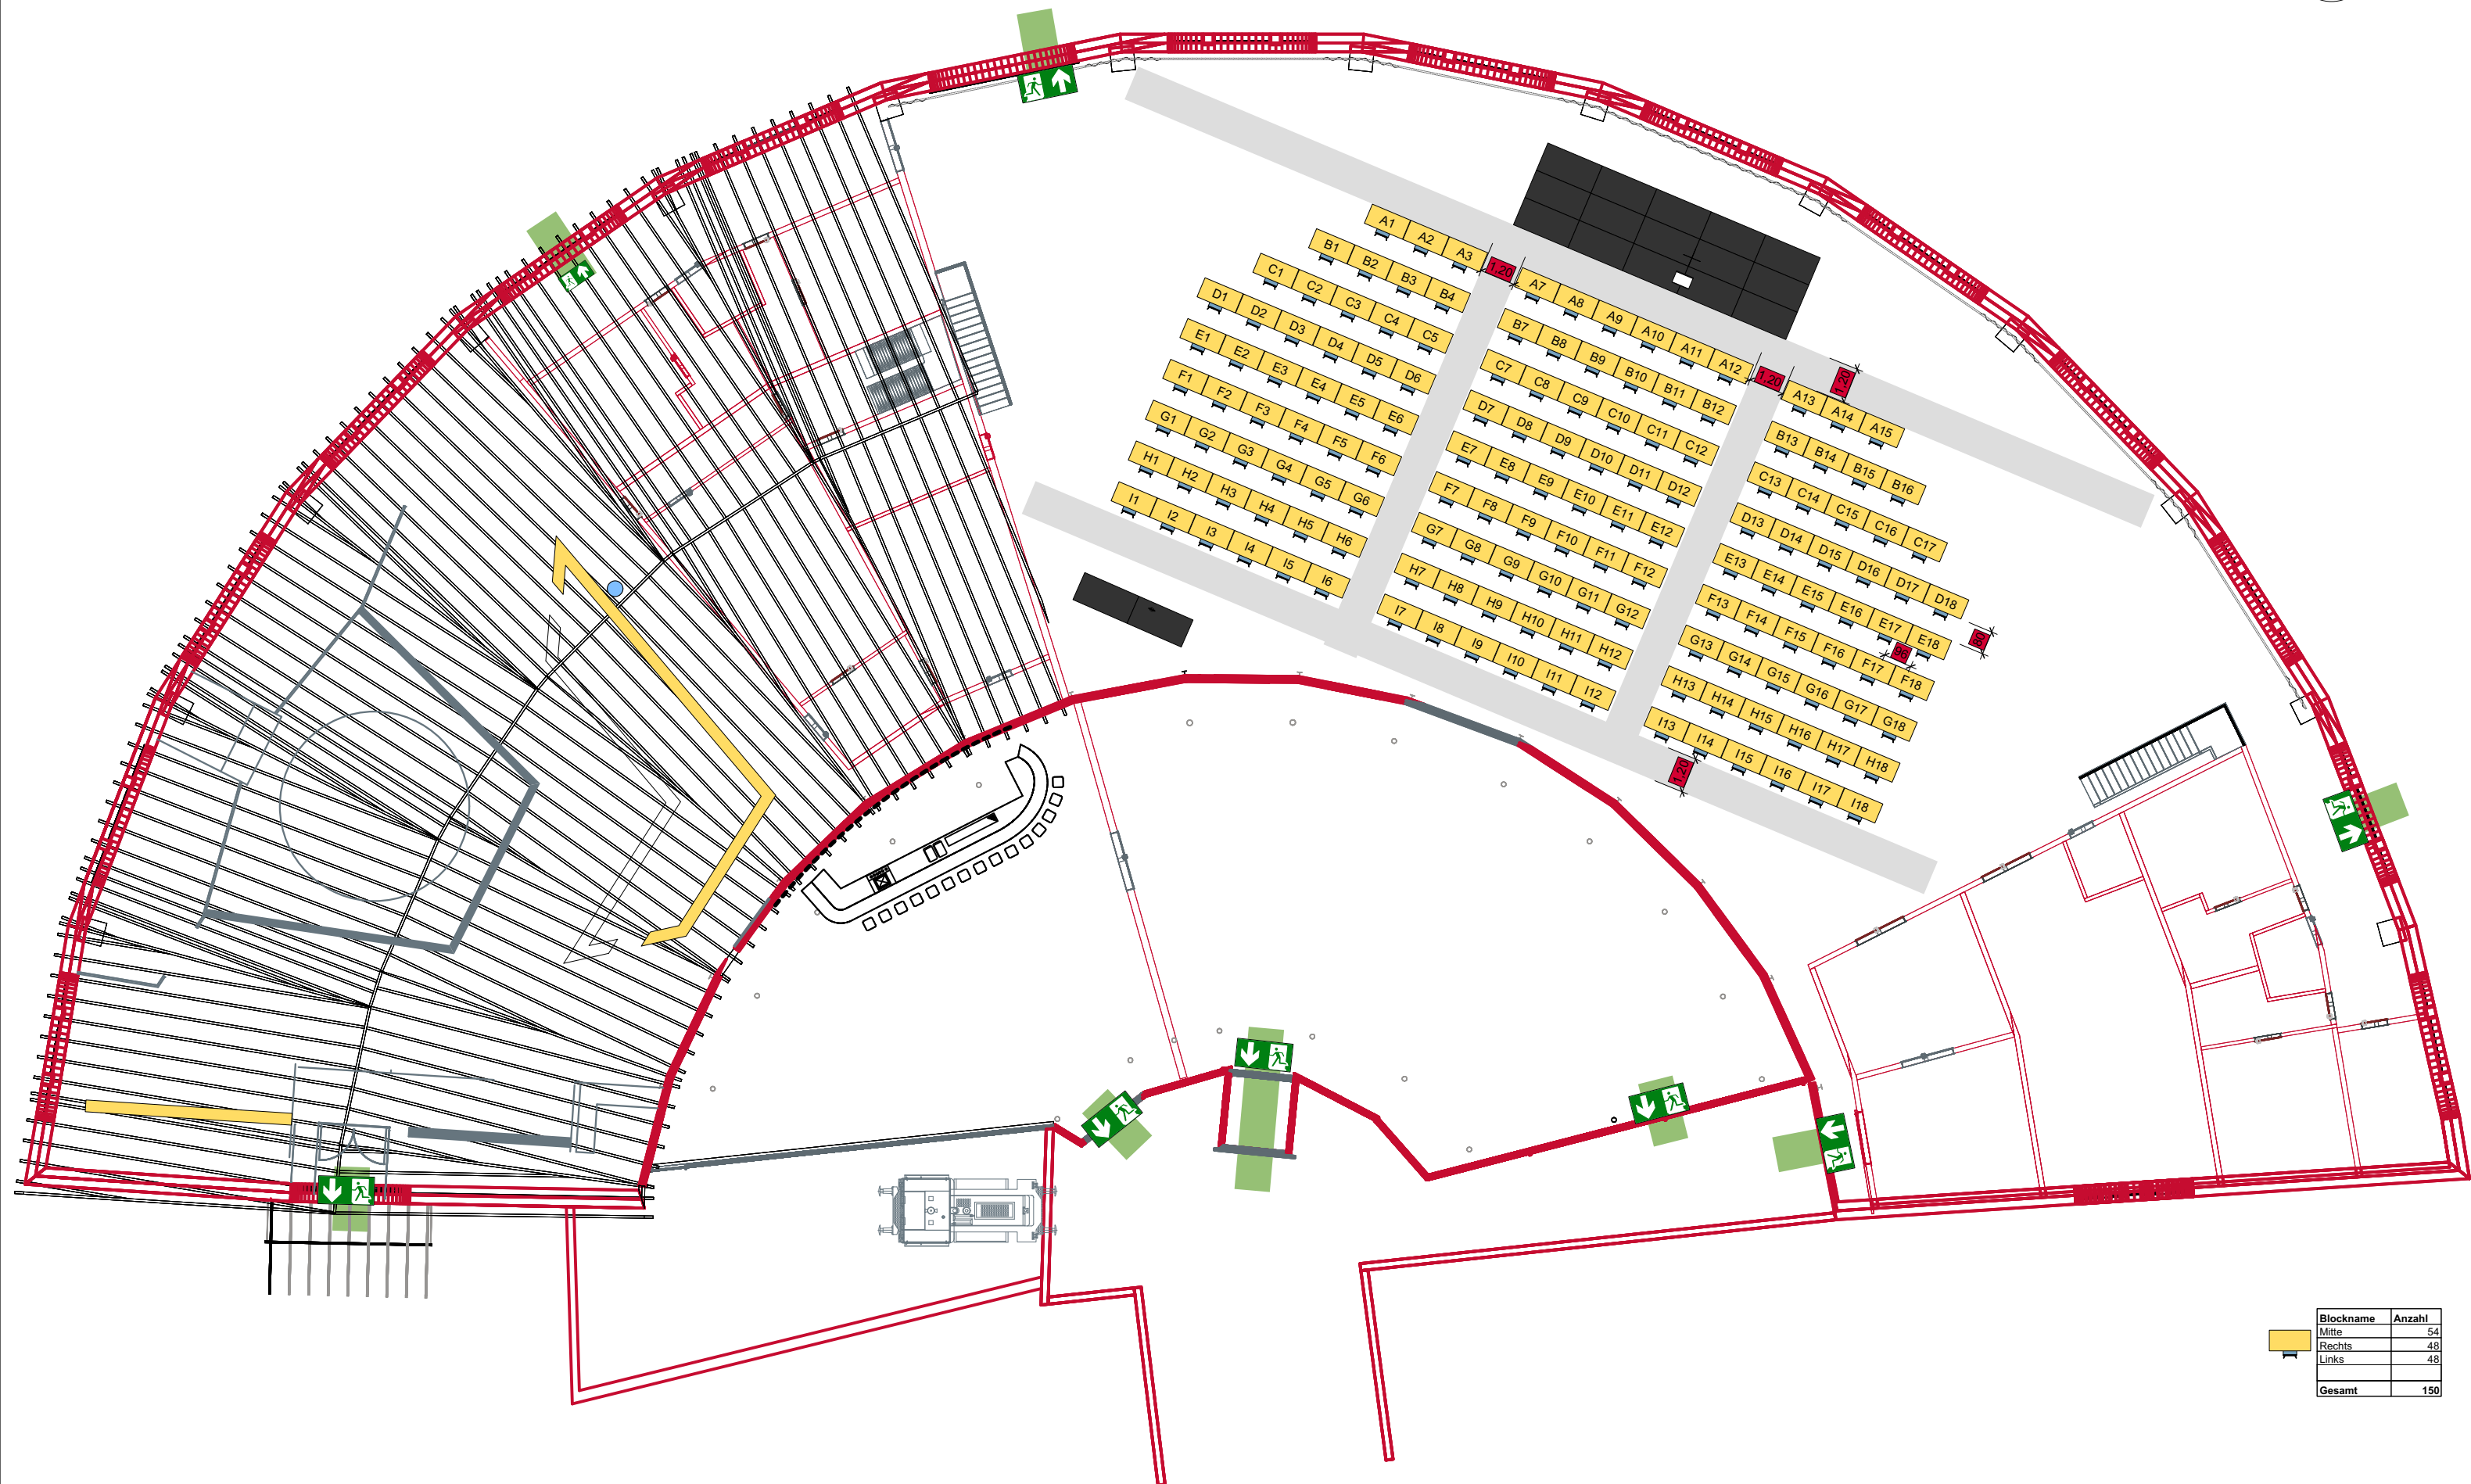 A1 A2 A3 1,20 A7 A8 A9 A10 A11 A12 1,20 A13 A14 A15 1,20
B1 B2 B3 B4 B7 B8 B9 B10 B11 B12 B13 B14 B15 B16
C1 C2 C3 C4 C5 C7 C8 C9 C10 C11 C12 C13 C14 C15 C16 C17
D1 D2 D3 D4 D5 D6 D7 D8 D9 D10 D11 D12 D13 D14 D15 D16 D17 D18
E1 E2 E3 E4 E5 E6 E7 E8 E9 E10 E11 E12 E13 E14 E15 E16 E17 E18 80
96
F1 F2 F3 F4 F5 F6 F7 F8 F9 F10 F11 F12 F13 F14 F15 F16 F17 F18
G1 G2 G3 G4 G5 G6 G7 G8 G9 G10 G11 G12 G13 G14 G15 G16 G17 G18
H1 H2 H3 H4 H5 H6 H7 H8 H9 H10 H11 H12 H13 H14 H15 H16 H17 H18
I1 I2 I3 I4 I5 I6 I7 I8 I9 I10 I11 I12 I13 I14 I15 I16 I17 I18
1,20
Blockname Anzahl
Mitte 54
Rechts 48
Links 48
Gesamt 150